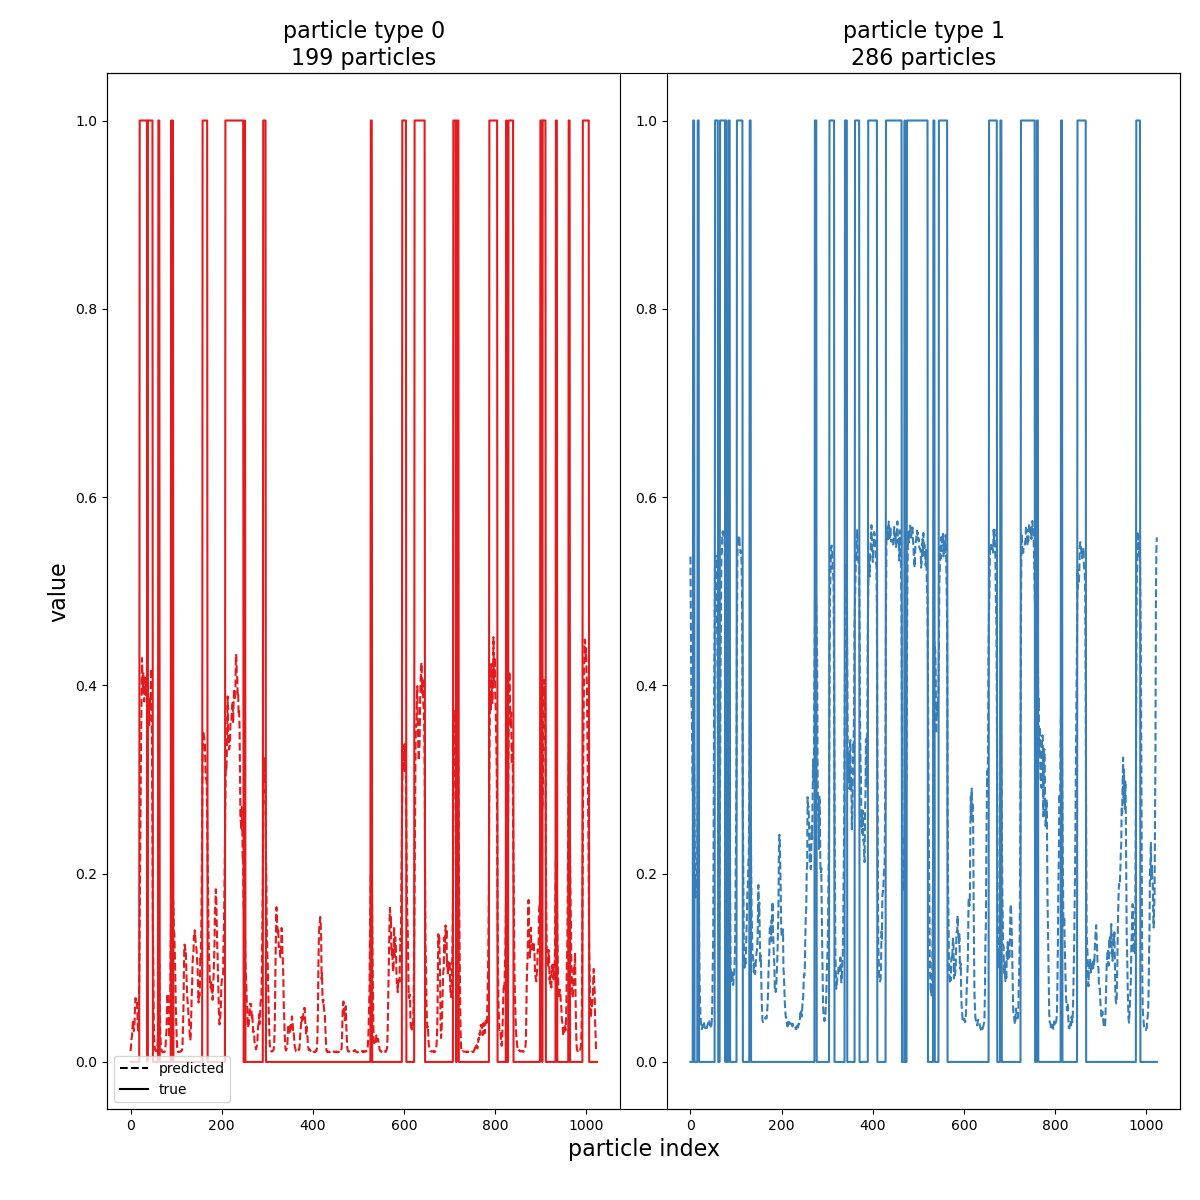 particle type 0
199 particles
particle type 1
286 particles
1.0
0.8
0.6
0.4
0.2
0.0
1.0
0.8
0.6
0.4
0.2
0.0
value
predicted
true
0 200 400 600 800 1000
0 200 400 600 800 1000
particle index